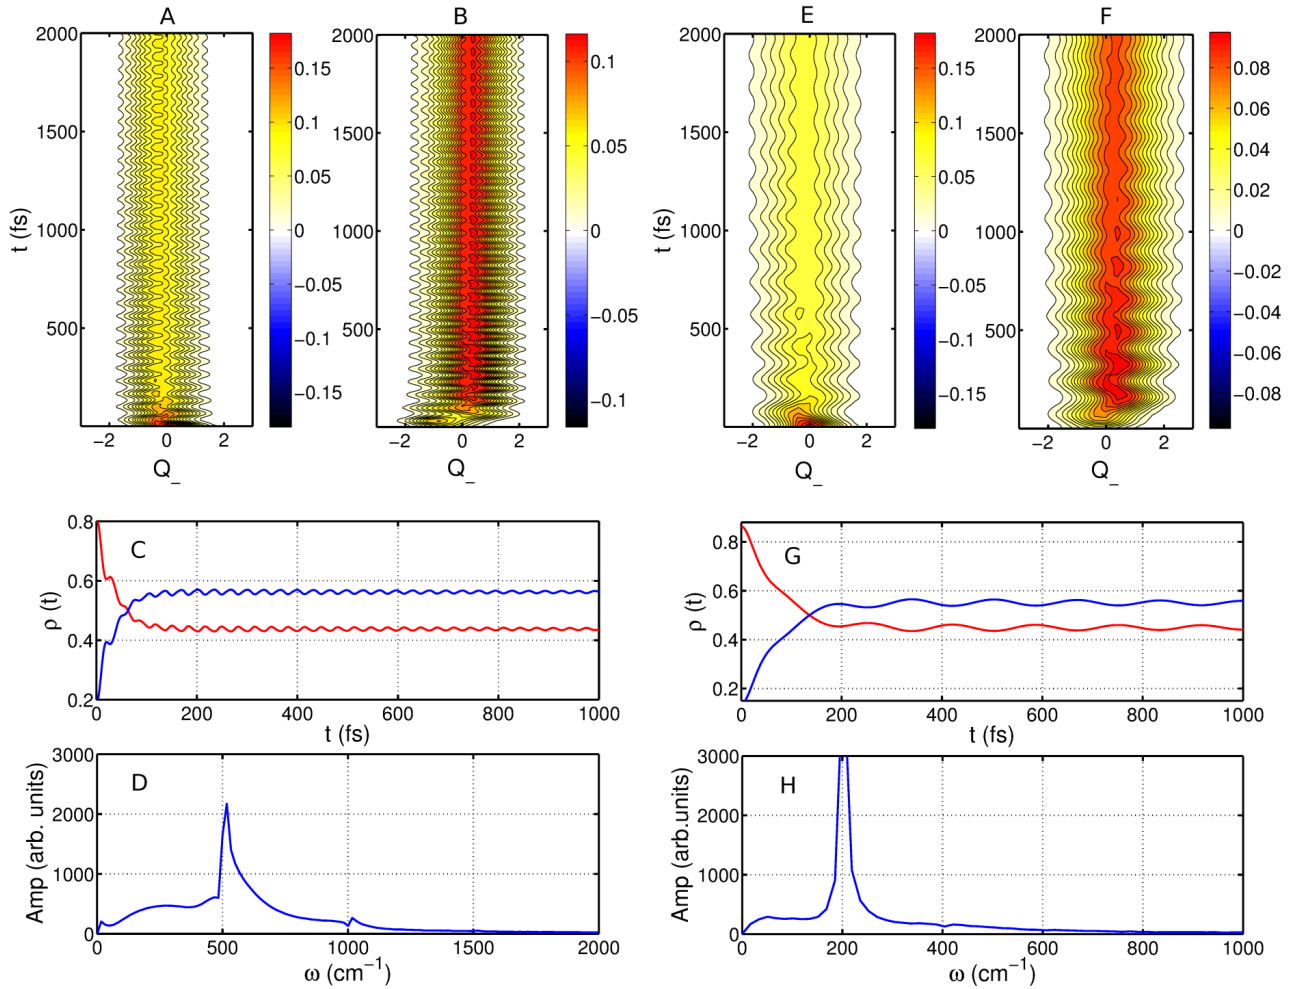 A B E F
2000 2000 2000 2000
0.15 0.1 0.15 0.08
1500 1500 1500 1500
0.1 0.05 0.1 0.06
0.05 0.05 0.04
0.02
t (fs) 1000 0 1000 0 t (fs) 1000 0 1000 0
−0.05 −0.05 −0.02
−0.1 −0.05 −0.1 −0.04
500 500 500 500
−0.15 −0.1 −0.15 −0.06
−0.08
−2 0 2 −2 0 2 −2 0 2 −2 0 2
Q_ Q_ Q_ Q_
C
ρ (t)
0.8
0.6
0.4
0.2
0 200 400 600 800 1000
t (fs)
G
ρ (t)
0.8
0.6
0.4
0.2
0 200 400 600 800 1000
t (fs)
D
Amp (arb. units)
3000
2000
1000
0
0 500 1000 1500 2000
ω (cm⁻¹)
H
Amp (arb.units)
3000
2000
1000
0
0 200 400 600 800 1000
ω (cm⁻¹)